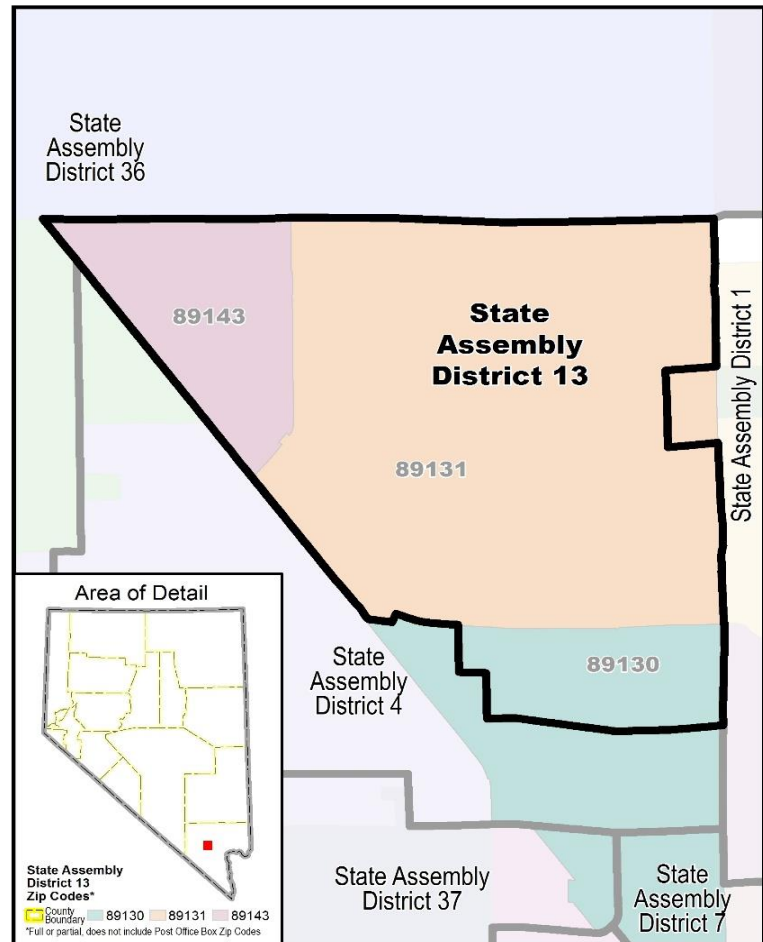 State
Assembly
District 36
89143
State
Assembly
District 13
State Assembly District 1
89131
89130
State
Assembly
District 4
State Assembly
District 37
State
Assembly
District 7
Area of Detail
State Assembly
District 13
Zip Codes*
County
Boundary
89130
89131
89143
*Full or partial, does not include Post Office Box Zip Codes